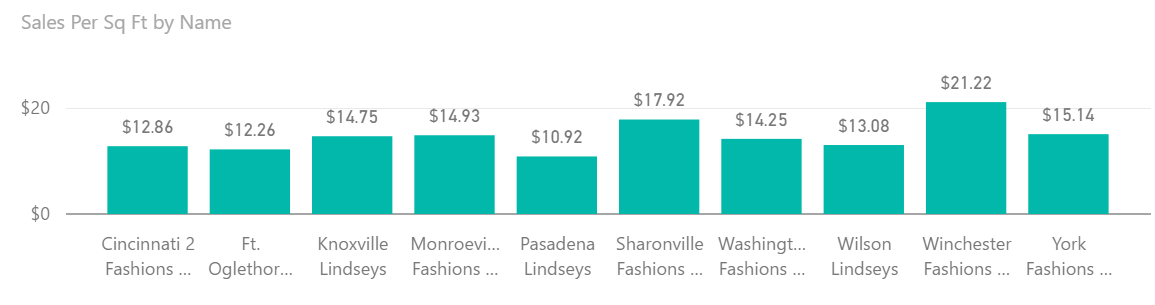 Sales Per Sq Ft by Name
$20
$0
$12.86
$12.26
$14.75
$14.93
$10.92
$17.92
$14.25
$13.08
$21.22
$15.14
Cincinnati 2
Fashions ...
Ft.
Oglethor...
Knoxville
Lindseys
Monroevi...
Fashions ...
Pasadena
Lindseys
Sharonville
Fashions ...
Washingt...
Fashions ...
Wilson
Lindseys
Winchester
Fashions ...
York
Fashions ...